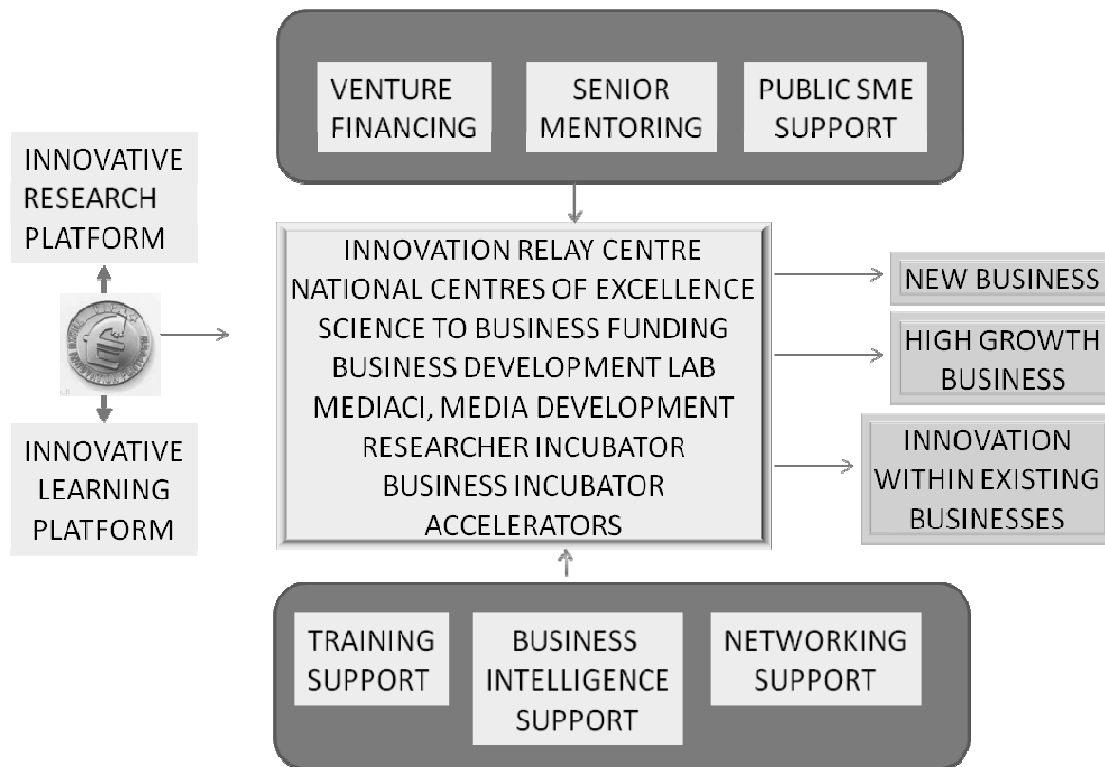 VENTURE
FINANCING
SENIOR
MENTORING
PUBLIC SME
SUPPORT
INNOVATIVE
RESEARCH
PLATFORM
INNOVATIVE
LEARNING
PLATFORM
INNOVATION RELAY CENTRE
NATIONAL CENTRES OF EXCELLENCE
SCIENCE TO BUSINESS FUNDING
BUSINESS DEVELOPMENT LAB
MEDIACI, MEDIA DEVELOPMENT
RESEARCHER INCUBATOR
BUSINESS INCUBATOR
ACCELERATORS
NEW BUSINESS
HIGH GROWTH
BUSINESS
INNOVATION
WITHIN EXISTING
BUSINESSES
TRAINING
SUPPORT
BUSINESS
INTELLIGENCE
SUPPORT
NETWORKING
SUPPORT